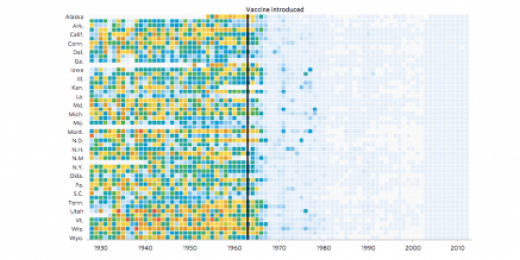 Vaccine introduced
Alaska
Ark.
Calif.
Conn.
Del.
Ga.
Iowa
Ill.
Kan.
La.
Md.
Mich.
Mo.
Mont.
N.D.
N.H.
N.M
N.Y.
Okla.
Pa.
S.C.
Tenn.
Utah
Vt.
Wis.
Wyo.
1930 1940 1950 1960 1970 1980 1990 2000 2010